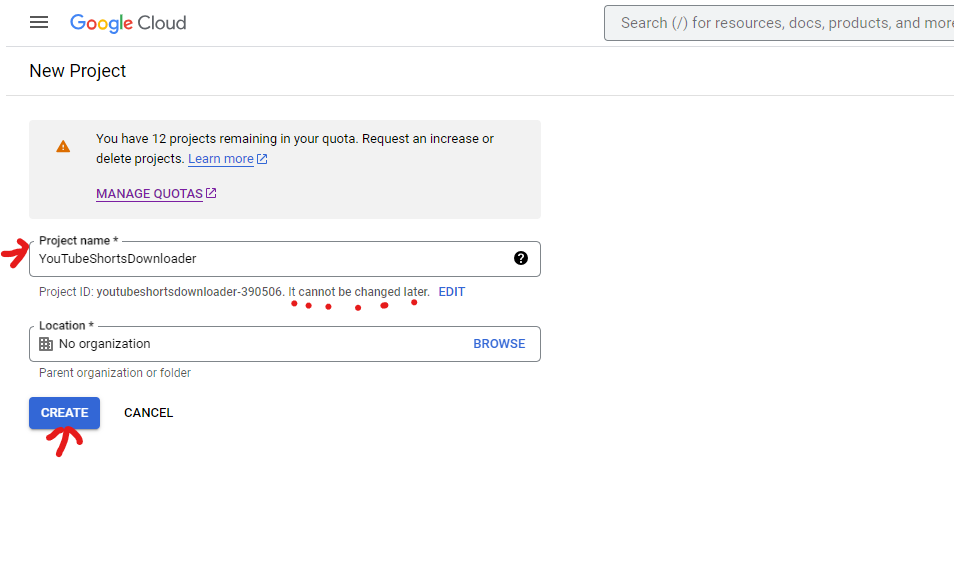 Google Cloud
Search (/) for resources, docs, products, and more
New Project
You have 12 projects remaining in your quota. Request an increase or
delete projects. Learn more
MANAGE QUOTAS
Project name *
YouTubeShortsDownloader
Project ID: youtubeshortsdownloader-390506. It cannot be changed later. EDIT
Location *
No organization BROWSE
Parent organization or folder
CREATE CANCEL